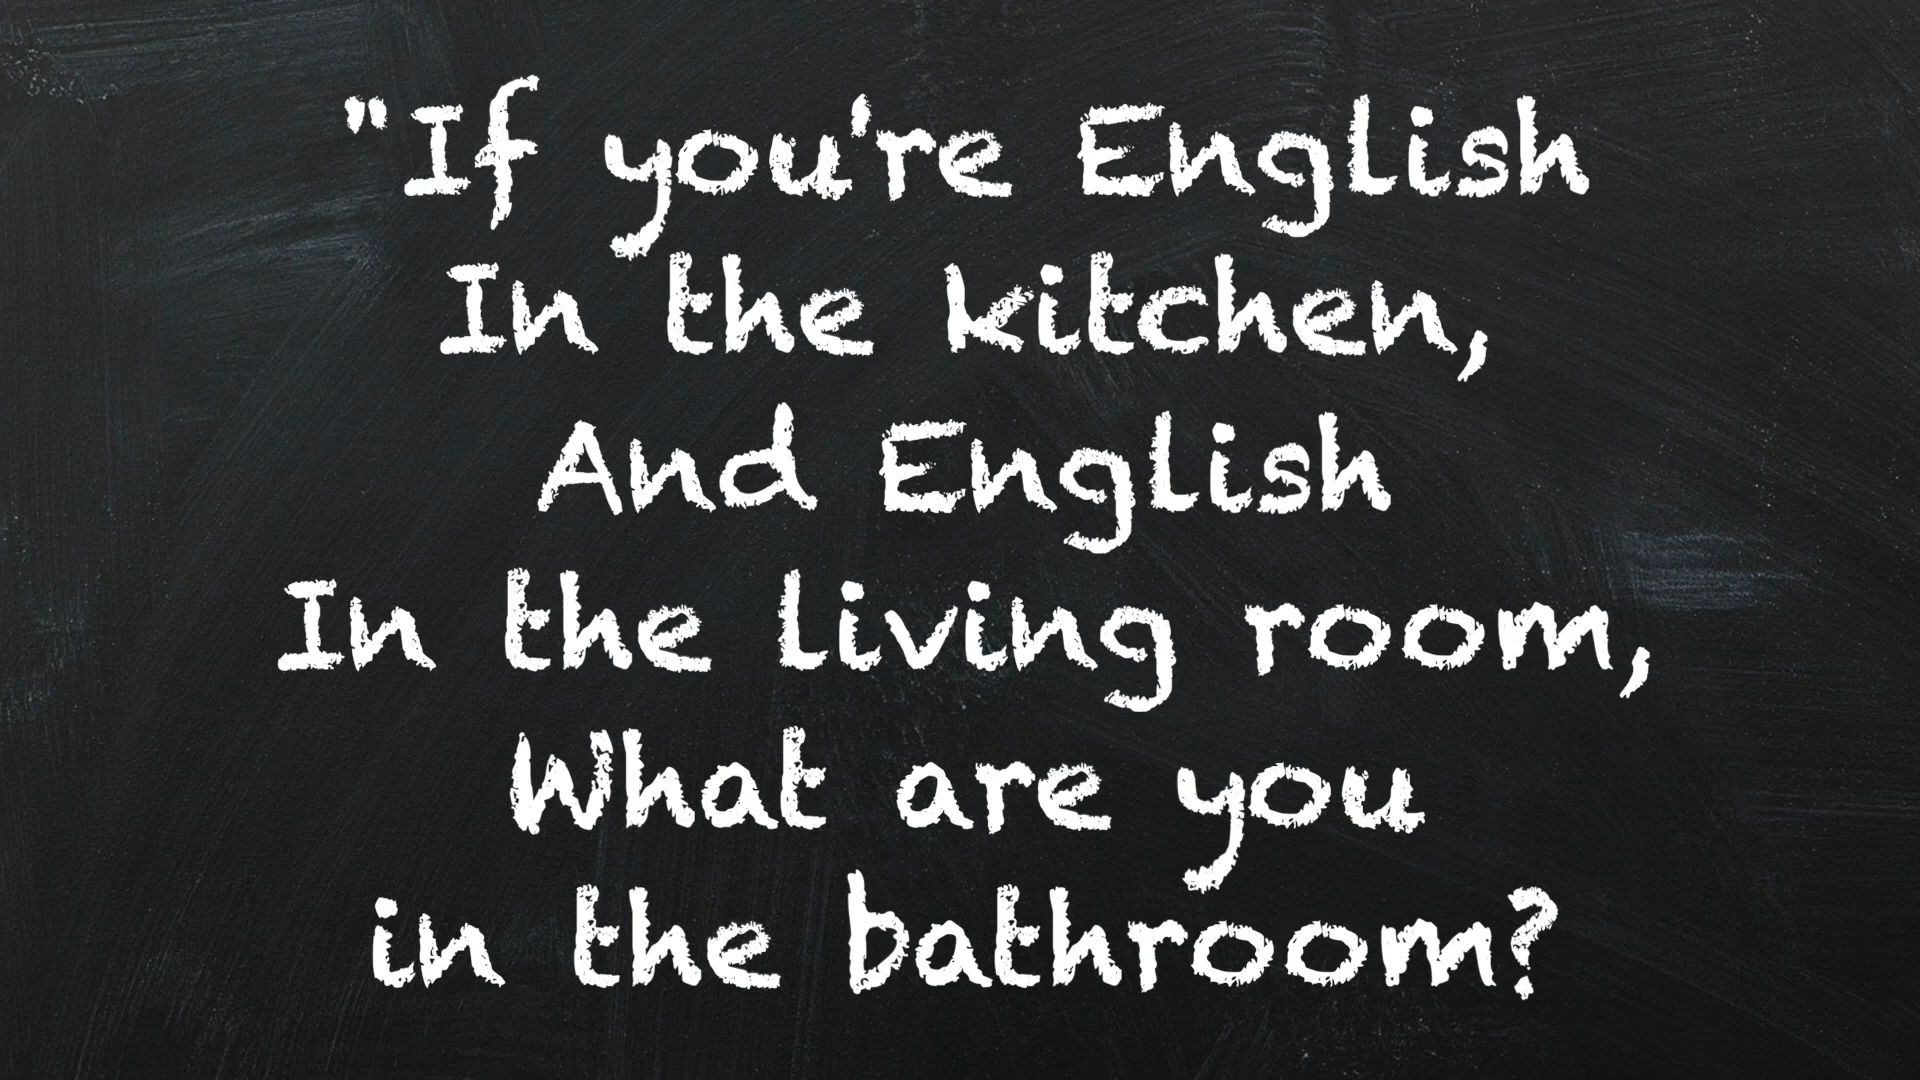 "If you're English
In the kitchen,
And English
In the living room,
What are you
in the bathroom?